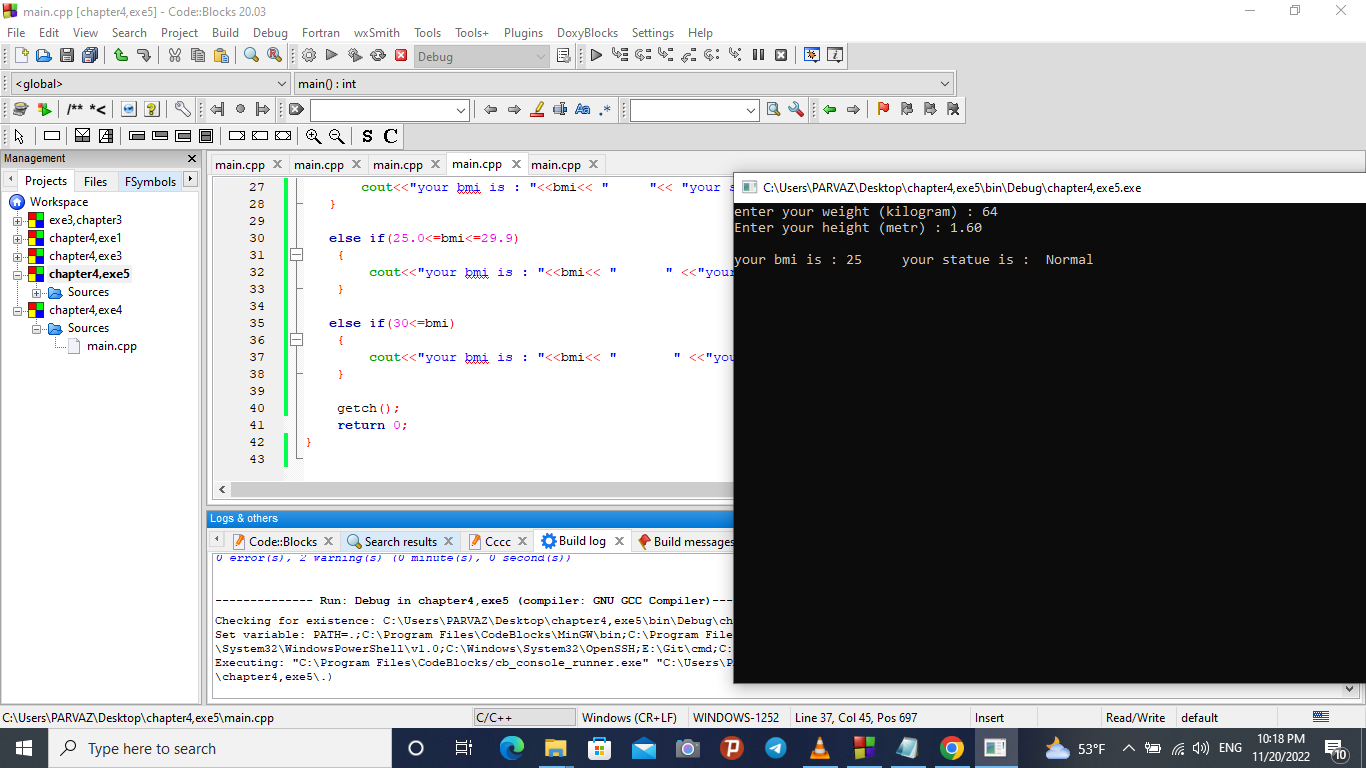 main.cpp [chapter4,exe5] - Code::Blocks 20.03
File Edit View Search Project Build Debug Fortran wxSmith Tools Tools+ Plugins DoxyBlocks Settings Help
Debug
<global> main() : int
/** *< Aa .*
S C
Management
main.cpp main.cpp main.cpp main.cpp main.cpp
Projects Files FSymbols
Workspace
exe3,chapter3
chapter4,exe1
chapter4,exe3
chapter4,exe5
Sources
chapter4,exe4
Sources
main.cpp
27 cout<<"your bmi is : "<<bmi<< "     "<< "your s
28 }
29
30 else if(25.0<=bmi<=29.9)
31 {
32 cout<<"your bmi is : "<<bmi<< "      " <<"your
33 }
34
35 else if(30<=bmi)
36 {
37 cout<<"your bmi is : "<<bmi<< "       " <<"you
38 }
39
40 getch();
41 return 0;
42 }
43
C:\Users\PARVAZ\Desktop\chapter4,exe5\bin\Debug\chapter4,exe5.exe
enter your weight (kilogram) : 64
Enter your height (metr) : 1.60
your bmi is : 25     your statue is :  Normal
Logs & others
Code::Blocks Search results Cccc Build log Build messages
0 error(s), 2 warning(s) (0 minute(s), 0 second(s))
-------------- Run: Debug in chapter4,exe5 (compiler: GNU GCC Compiler)---
Checking for existence: C:\Users\PARVAZ\Desktop\chapter4,exe5\bin\Debug\ch
Set variable: PATH=.;C:\Program Files\CodeBlocks\MinGW\bin;C:\Program File
\System32\WindowsPowerShell\v1.0;C:\Windows\System32\OpenSSH;E:\Git\cmd;C:
Executing: "C:\Program Files\CodeBlocks/cb_console_runner.exe" "C:\Users\P
\chapter4,exe5\.)
C:\Users\PARVAZ\Desktop\chapter4,exe5\main.cpp C/C++ Windows (CR+LF) WINDOWS-1252 Line 37, Col 45, Pos 697 Insert Read/Write default
Type here to search
53°F ENG 10:18 PM
11/20/2022 10